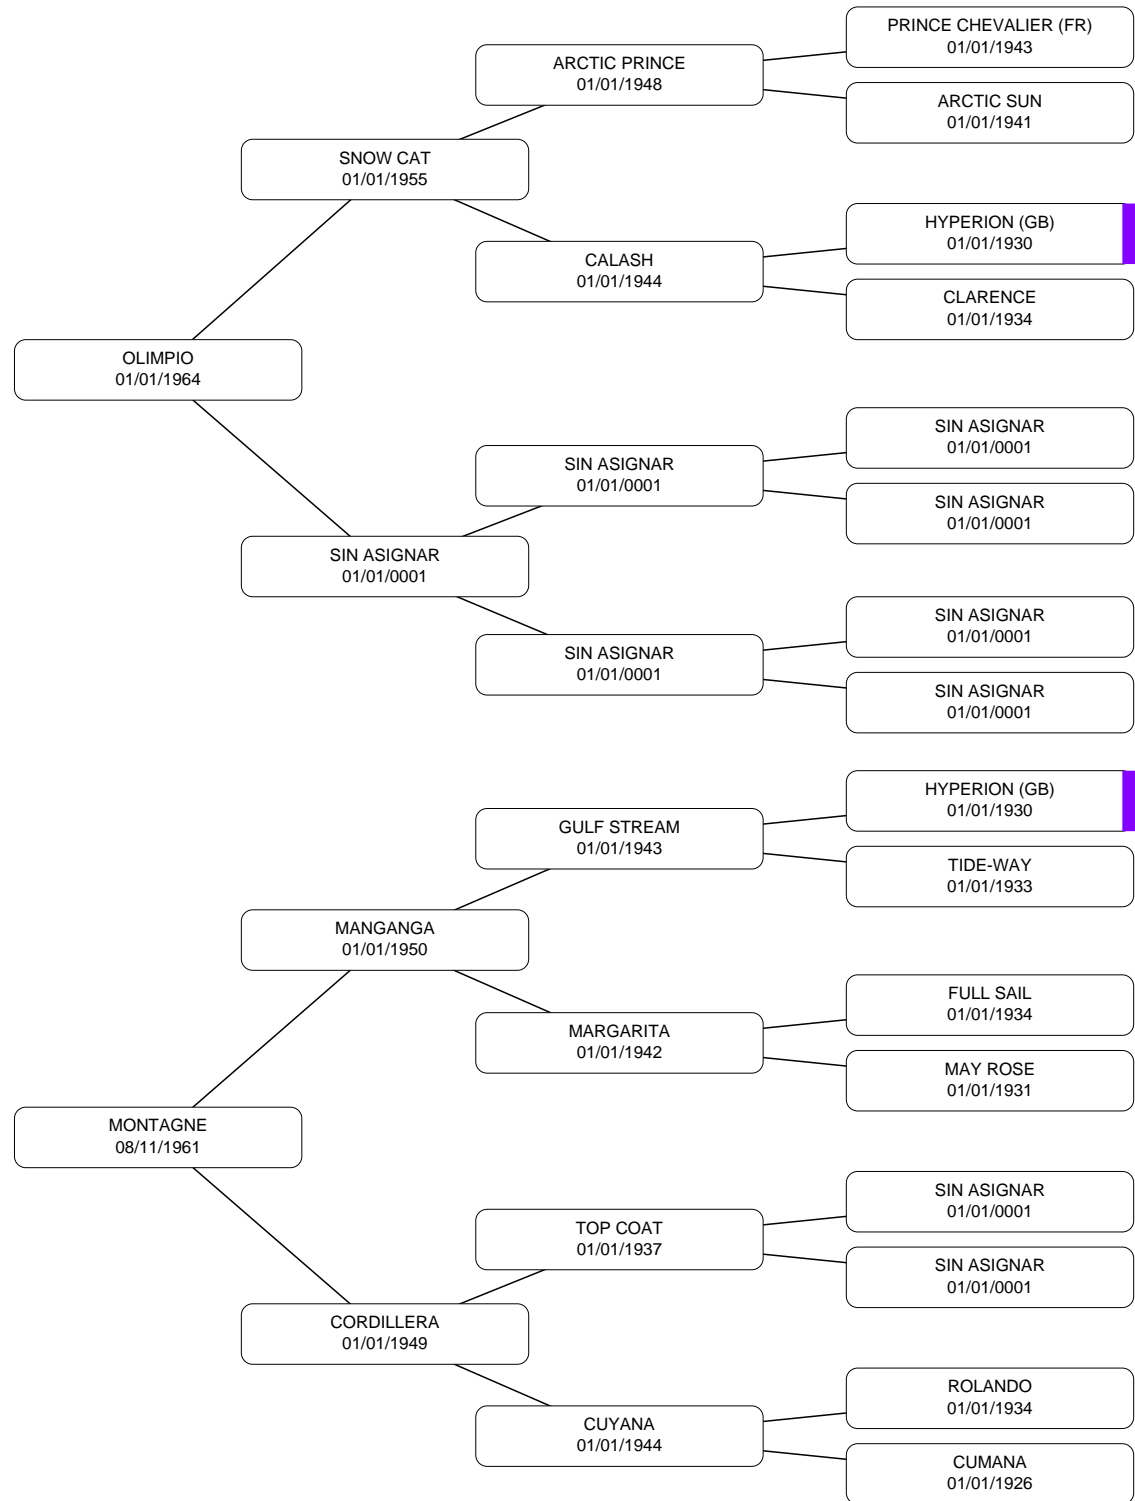 PRINCE CHEVALIER (FR)
01/01/1943
ARCTIC PRINCE
01/01/1948
ARCTIC SUN
01/01/1941
SNOW CAT
01/01/1955
HYPERION (GB)
01/01/1930
CALASH
01/01/1944
CLARENCE
01/01/1934
OLIMPIO
01/01/1964
SIN ASIGNAR
01/01/0001
SIN ASIGNAR
01/01/0001
SIN ASIGNAR
01/01/0001
SIN ASIGNAR
01/01/0001
SIN ASIGNAR
01/01/0001
SIN ASIGNAR
01/01/0001
SIN ASIGNAR
01/01/0001
HYPERION (GB)
01/01/1930
GULF STREAM
01/01/1943
TIDE-WAY
01/01/1933
MANGANGA
01/01/1950
FULL SAIL
01/01/1934
MARGARITA
01/01/1942
MAY ROSE
01/01/1931
MONTAGNE
08/11/1961
SIN ASIGNAR
01/01/0001
TOP COAT
01/01/1937
SIN ASIGNAR
01/01/0001
CORDILLERA
01/01/1949
ROLANDO
01/01/1934
CUYANA
01/01/1944
CUMANA
01/01/1926